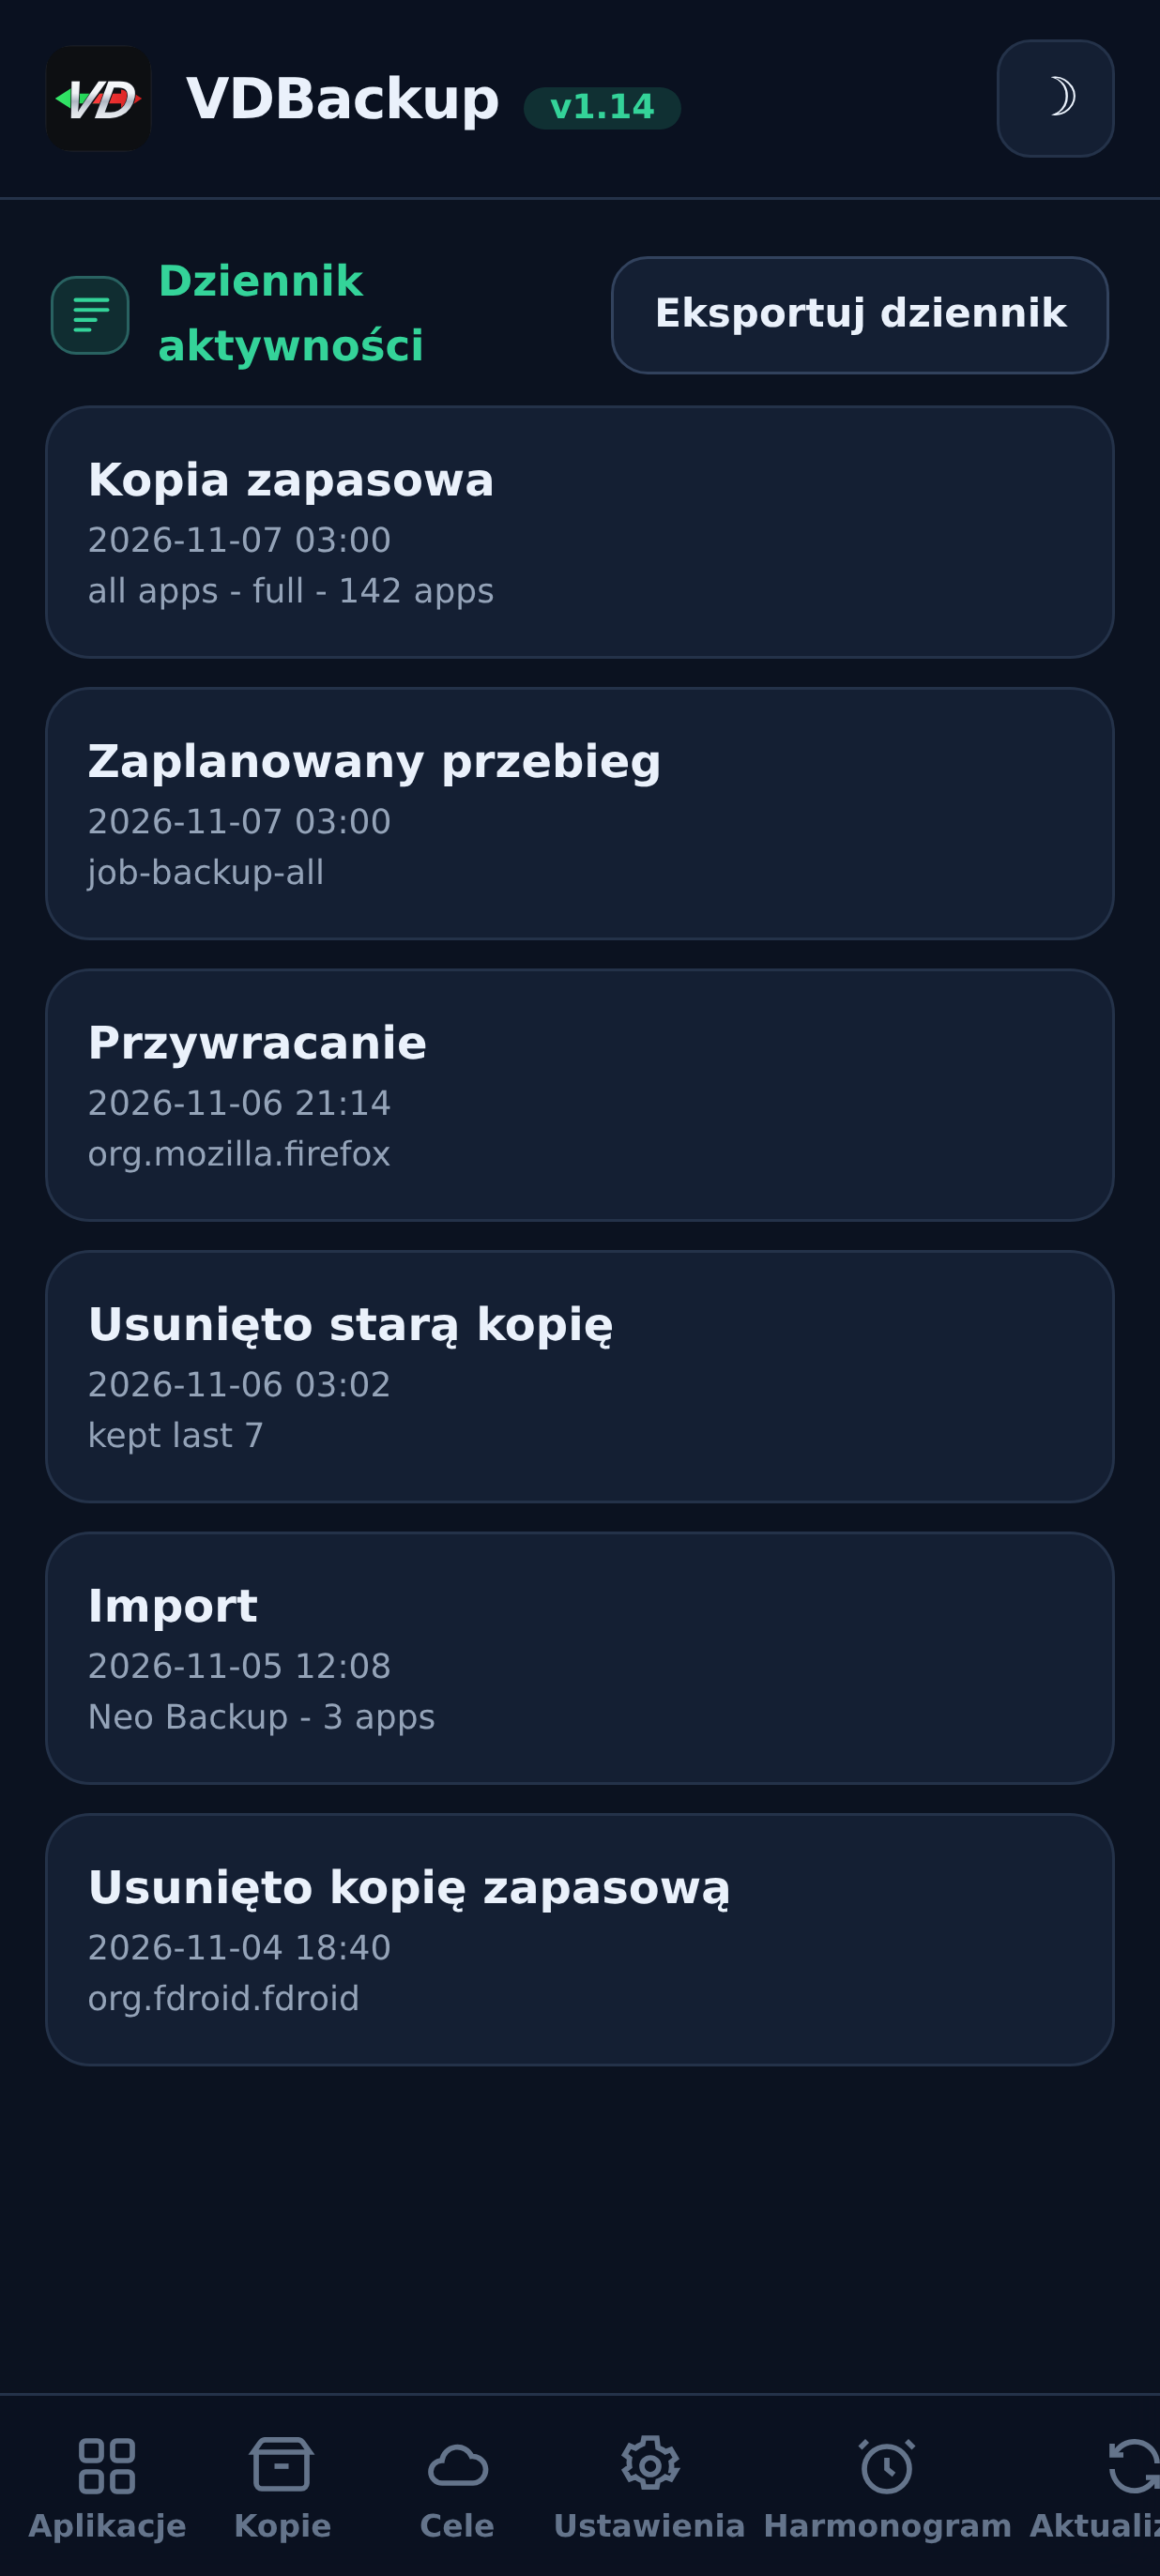 VD
VDBackup v1.14
Dziennik
aktywności
Eksportuj dziennik
Kopia zapasowa
2026-11-07 03:00
all apps - full - 142 apps
Zaplanowany przebieg
2026-11-07 03:00
job-backup-all
Przywracanie
2026-11-06 21:14
org.mozilla.firefox
Usunięto starą kopię
2026-11-06 03:02
kept last 7
Import
2026-11-05 12:08
Neo Backup - 3 apps
Usunięto kopię zapasową
2026-11-04 18:40
org.fdroid.fdroid
Aplikacje Kopie Cele Ustawienia Harmonogram